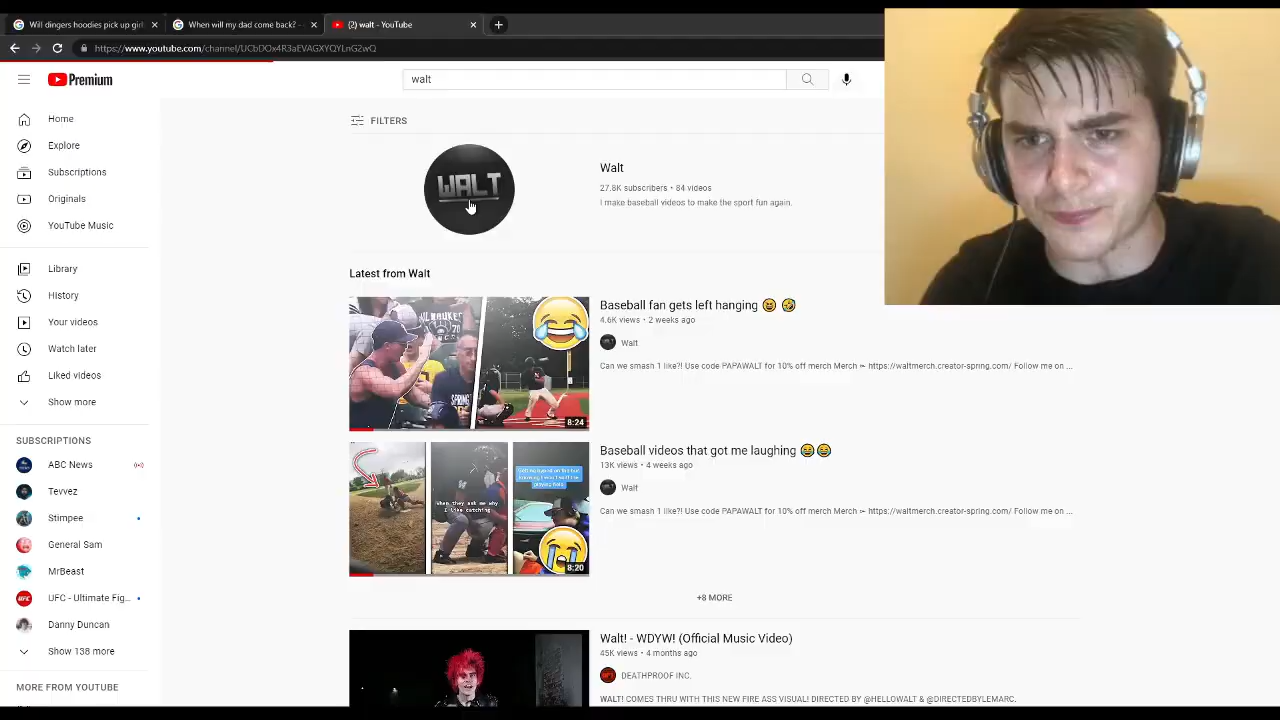 Will dingers hoodies pick up girl
When will my dad come back? -
(2) walt - YouTube
https://www.youtube.com/channel/UCbDOx4R3aEVAGXYQYLnG2wQ
Premium
walt
Home
Explore
Subscriptions
Originals
YouTube Music
Library
History
Your videos
Watch later
Liked videos
Show more
SUBSCRIPTIONS
ABC News
Tevvez
Stimpee
General Sam
MrBeast
UFC - Ultimate Fig...
Danny Duncan
Show 138 more
MORE FROM YOUTUBE
FILTERS
WALT
Walt
27.8K subscribers • 84 videos
I make baseball videos to make the sport fun again.
Latest from Walt
8:24
Baseball fan gets left hanging
4.6K views • 2 weeks ago
Walt
Can we smash 1 like?! Use code PAPAWALT for 10% off merch Merch ➣ https://waltmerch.creator-spring.com/ Follow me on ...
When they ask me why
I like catching
8:20
Baseball videos that got me laughing
13K views • 4 weeks ago
Walt
Can we smash 1 like?! Use code PAPAWALT for 10% off merch Merch ➣ https://waltmerch.creator-spring.com/ Follow me on ...
+8 MORE
Walt! - WDYW! (Official Music Video)
45K views • 4 months ago
DEATHPROOF INC.
WALT! COMES THRU WITH THIS NEW FIRE ASS VISUAL! DIRECTED BY @HELLOWALT & @DIRECTEDBYLEMARC.